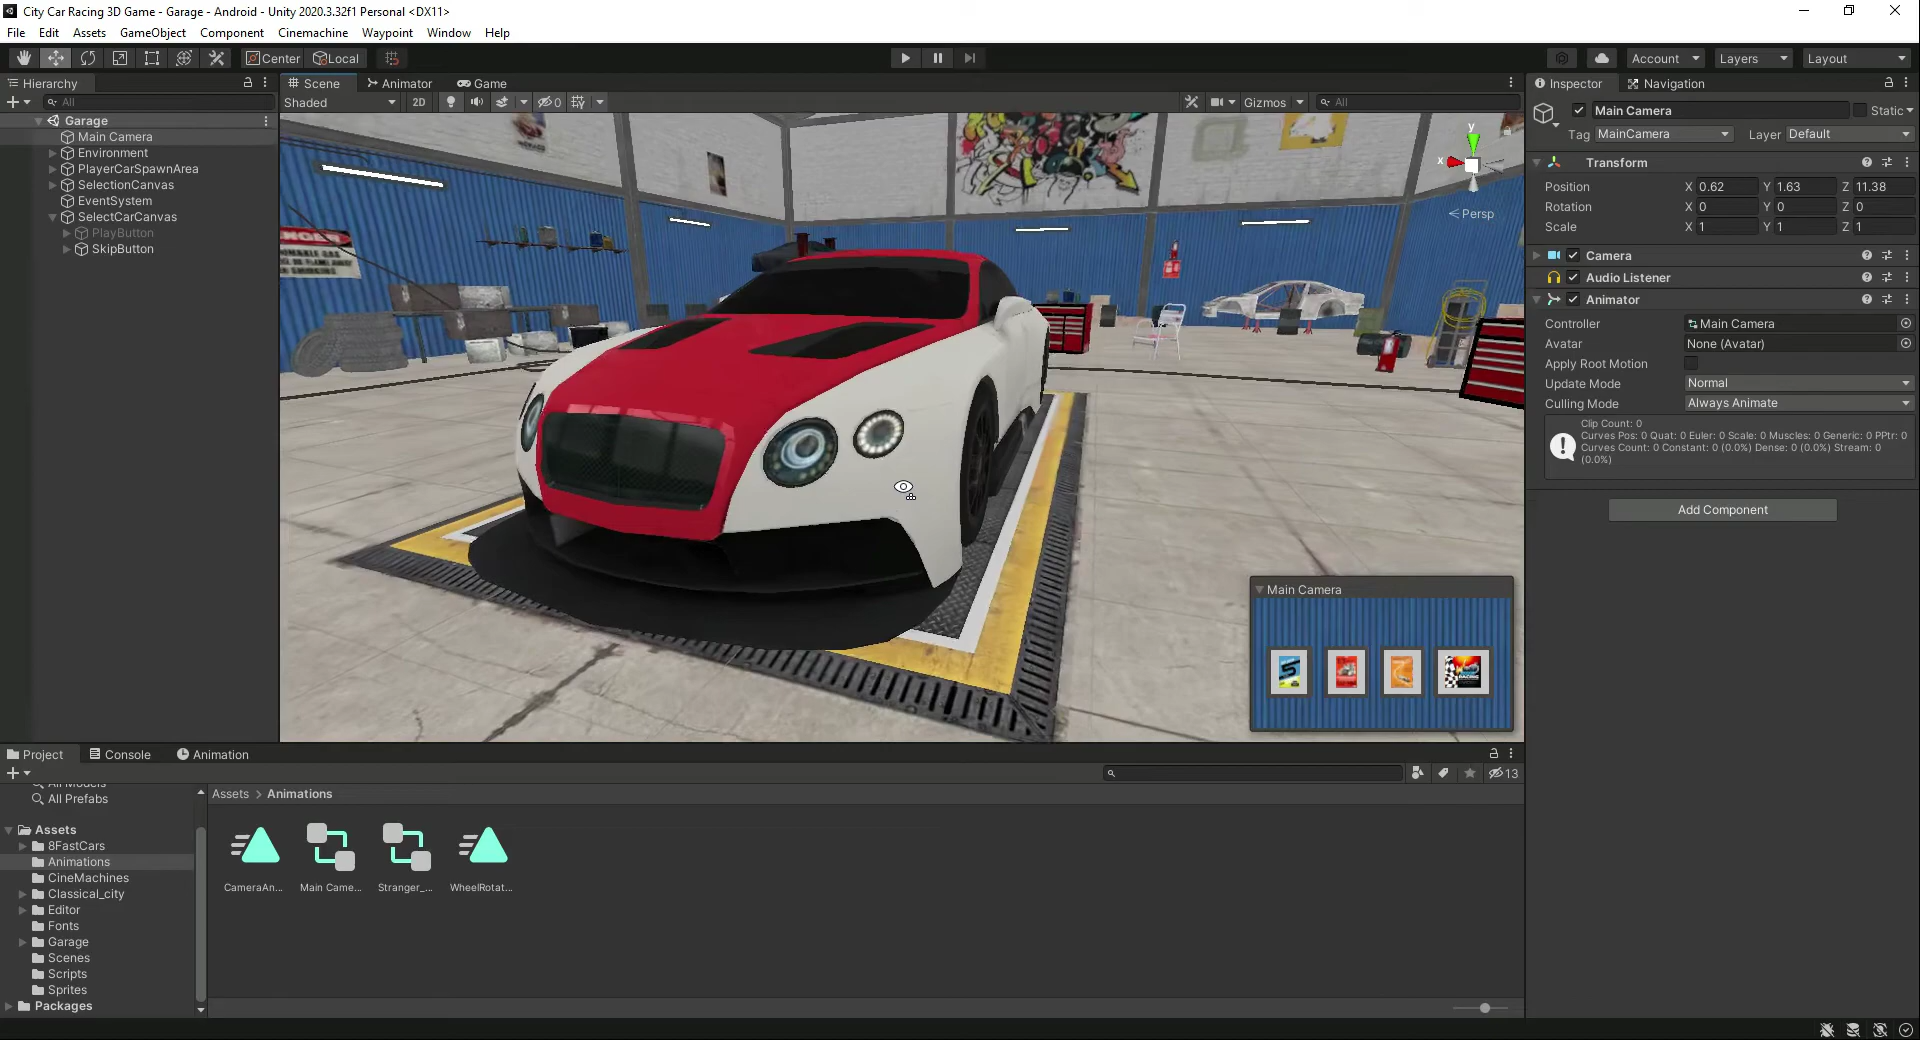 City Car Racing 3D Game - Garage - Android - Unity 2020.3.32f1 Personal <DX11>
File Edit Assets GameObject Component Cinemachine Waypoint Window Help
Center Local Account Layers Layout
Hierarchy
All
Garage
Main Camera
Environment
PlayerCarSpawnArea
SelectionCanvas
EventSystem
SelectCarCanvas
PlayButton
SkipButton
Scene Animator Game
Shaded 2D 0 Gizmos All
y
x
Persp
DANGER
Main Camera
Inspector Navigation
Main Camera Static
Tag MainCamera Layer Default
Transform
Position X 0.62 Y 1.63 Z 11.38
Rotation X 0 Y 0 Z 0
Scale X 1 Y 1 Z 1
Camera
Audio Listener
Animator
Controller Main Camera
Avatar None (Avatar)
Apply Root Motion
Update Mode Normal
Culling Mode Always Animate
Clip Count: 0
Curves Pos: 0 Quat: 0 Euler: 0 Scale: 0 Muscles: 0 Generic: 0 PPtr: 0
Curves Count: 0 Constant: 0 (0.0%) Dense: 0 (0.0%) Stream: 0
(0.0%)
Add Component
Project Console Animation
13
All Models
All Prefabs
Assets
8FastCars
Animations
CineMachines
Classical_city
Editor
Fonts
Garage
Scenes
Scripts
Sprites
Packages
Assets > Animations
CameraAn... Main Came... Stranger_... WheelRotat...